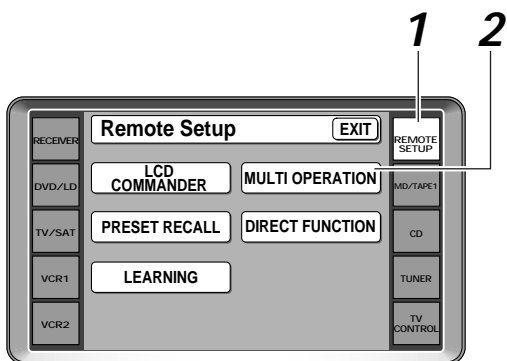 1 2
Remote Setup EXIT
RECEIVER
DVD/LD
TV/SAT
VCR1
VCR2
LCD
COMMANDER
MULTI OPERATION
PRESET RECALL
DIRECT FUNCTION
LEARNING
REMOTE
SETUP
MD/TAPE1
CD
TUNER
TV
CONTROL